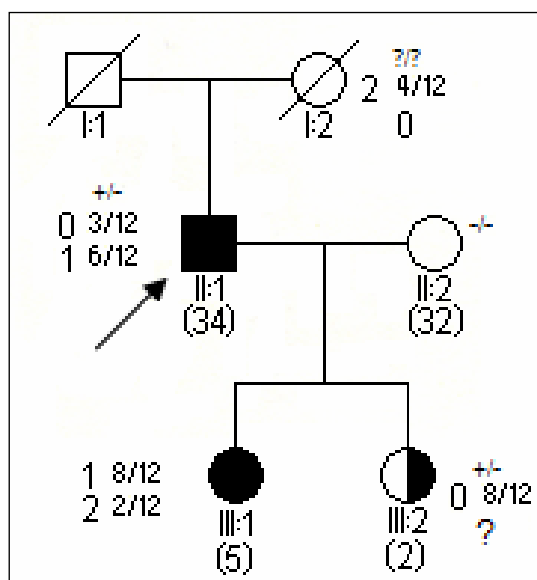 ?/?
2 4/12
0
I:1
I:2
+/-
0 3/12
1 6/12
-/-
II:1
(34)
II:2
(32)
1 8/12
2 2/12
+/-
0 8/12
?
III:1
(5)
III:2
(2)